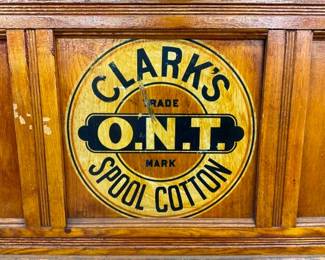 CLARK'S
TRADE
O.N.T.
MARK
SPOOL COTTON